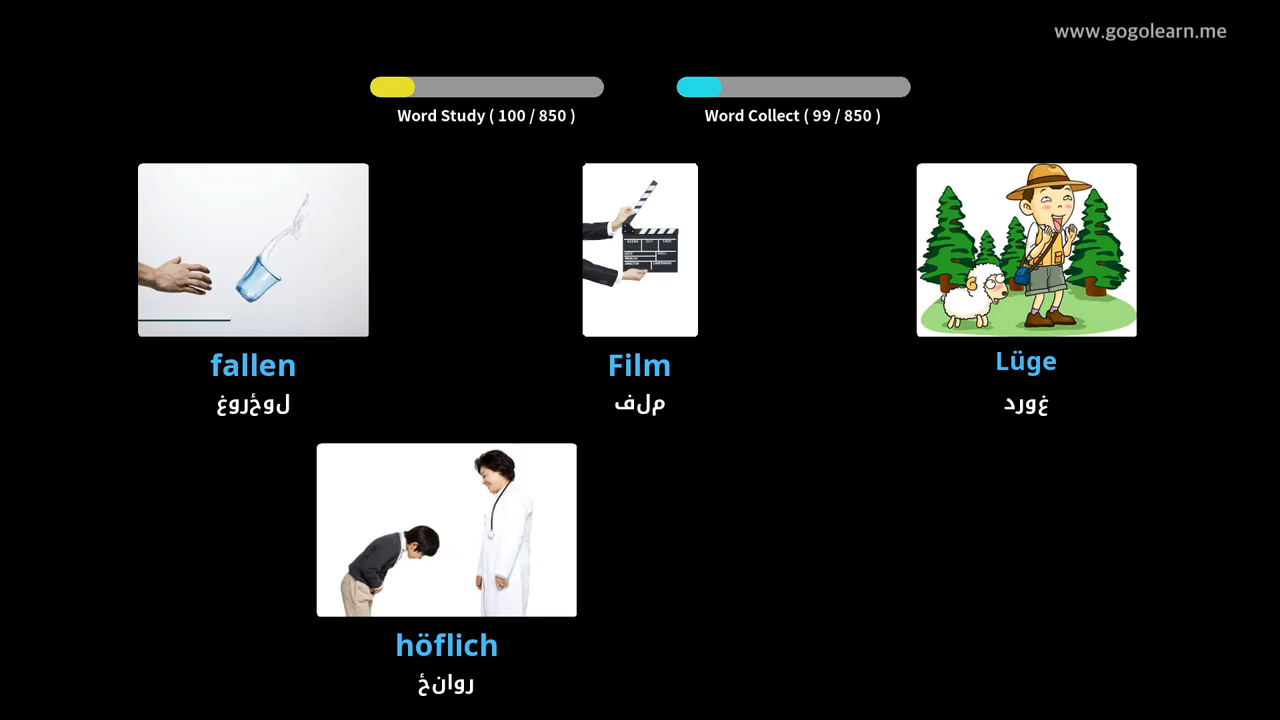 www.gogolearn.me
Word Study ( 100 / 850 )
Word Collect ( 99 / 850 )
fallen
لوځروغ
Film
ملف
Lüge
غورد
höflich
روانځ